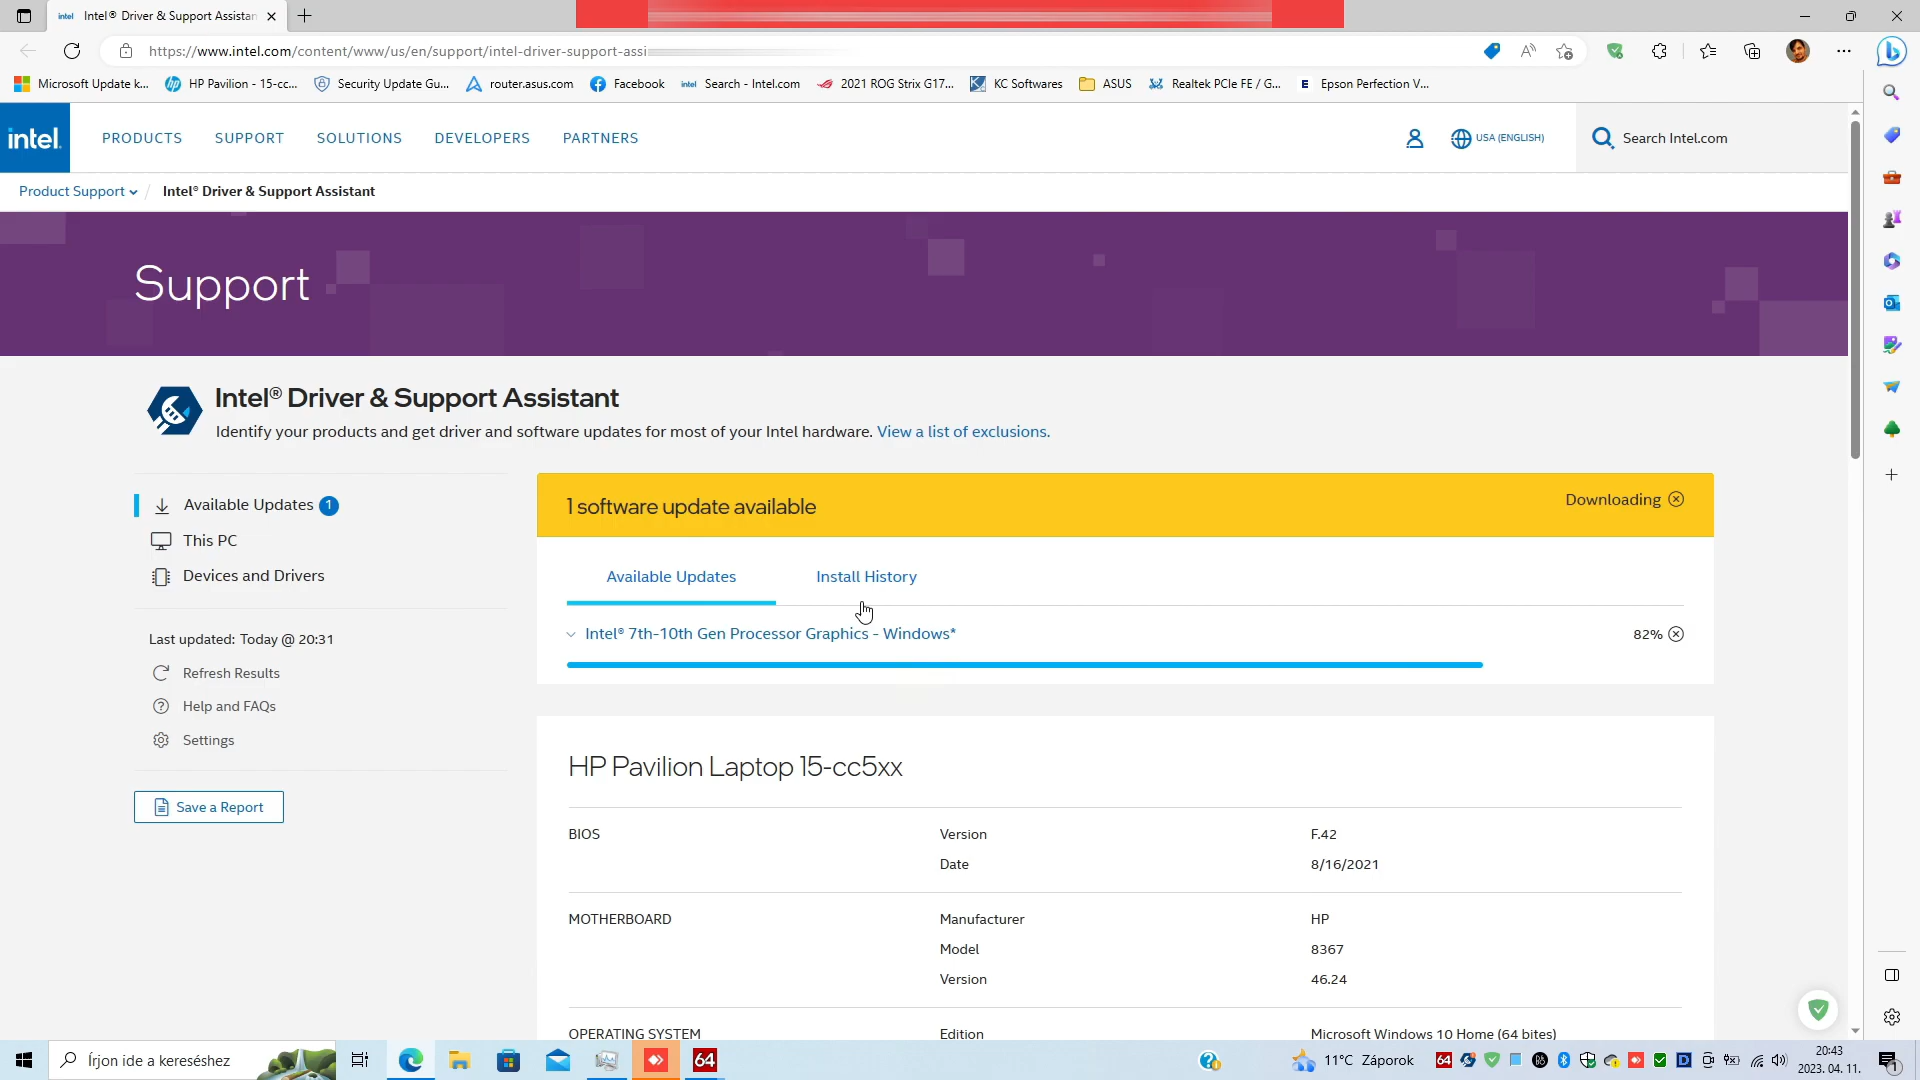 intel Intel® Driver & Support Assistan
https://www.intel.com/content/www/us/en/support/intel-driver-support-assi
Microsoft Update k... HP Pavilion - 15-cc... Security Update Gu... router.asus.com Facebook intel Search - Intel.com 2021 ROG Strix G17... KC Softwares ASUS Realtek PCIe FE / G... E Epson Perfection V...
intel. PRODUCTS SUPPORT SOLUTIONS DEVELOPERS PARTNERS USA (ENGLISH) Search Intel.com
Product Support / Intel® Driver & Support Assistant
Support
Intel® Driver & Support Assistant
Identify your products and get driver and software updates for most of your Intel hardware. View a list of exclusions.
Available Updates 1
This PC
Devices and Drivers
Last updated: Today @ 20:31
Refresh Results
Help and FAQs
Settings
Save a Report
1 software update available Downloading
Available Updates Install History
Intel® 7th-10th Gen Processor Graphics - Windows* 82%
HP Pavilion Laptop 15-cc5xx
BIOS Version F.42
Date 8/16/2021
MOTHERBOARD Manufacturer HP
Model 8367
Version 46.24
OPERATING SYSTEM Edition Microsoft Windows 10 Home (64 bites)
Írjon ide a kereséshez 64 11°C Záporok 64 20:43
2023. 04. 11. 1